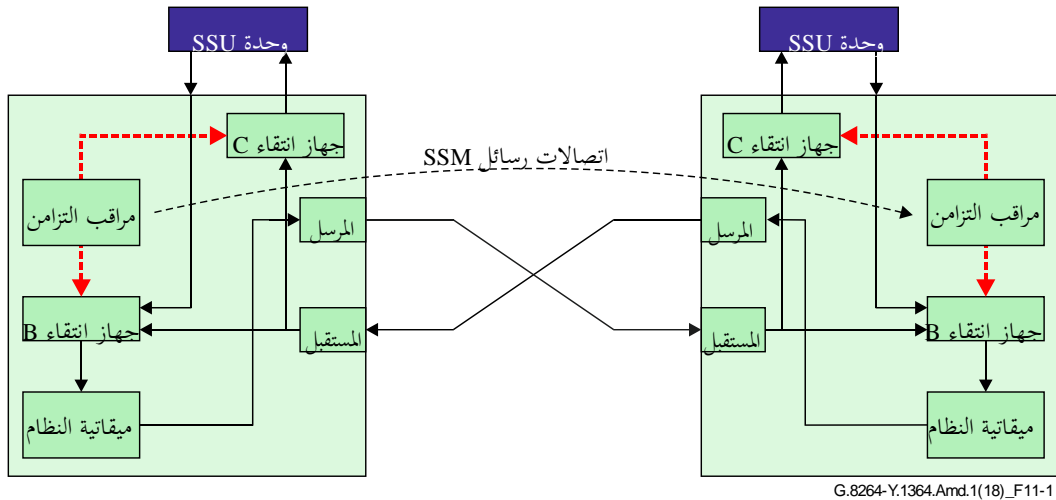 وحدة SSU
وحدة SSU
جهاز انتقاء C
جهاز انتقاء C
اتصالات رسائل SSM
مراقب التزامن
مراقب التزامن
المرسل
المرسل
جهاز انتقاء B
المستقبل
المستقبل
جهاز انتقاء B
ميقاتية النظام
ميقاتية النظام
G.8264-Y.1364.Amd.1(18)_F11-1